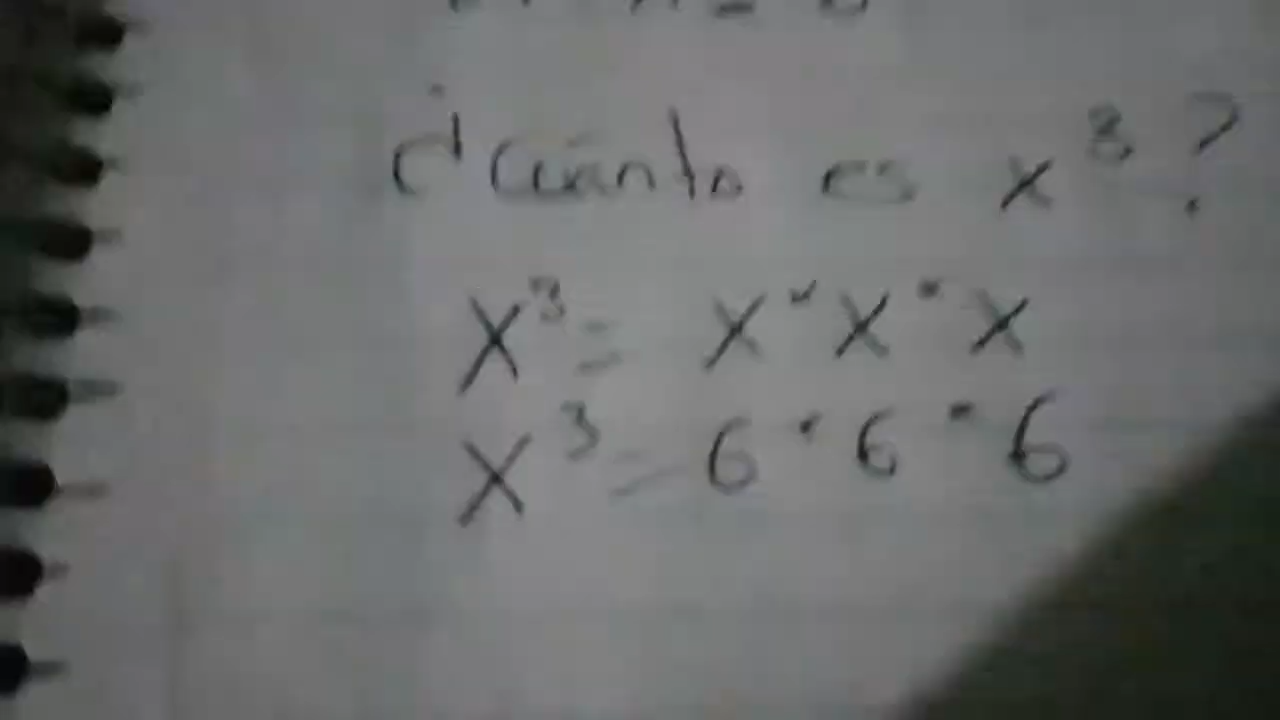 ¿Cuánto es x³?
X³ = X · X · X
X³ = 6 · 6 · 6